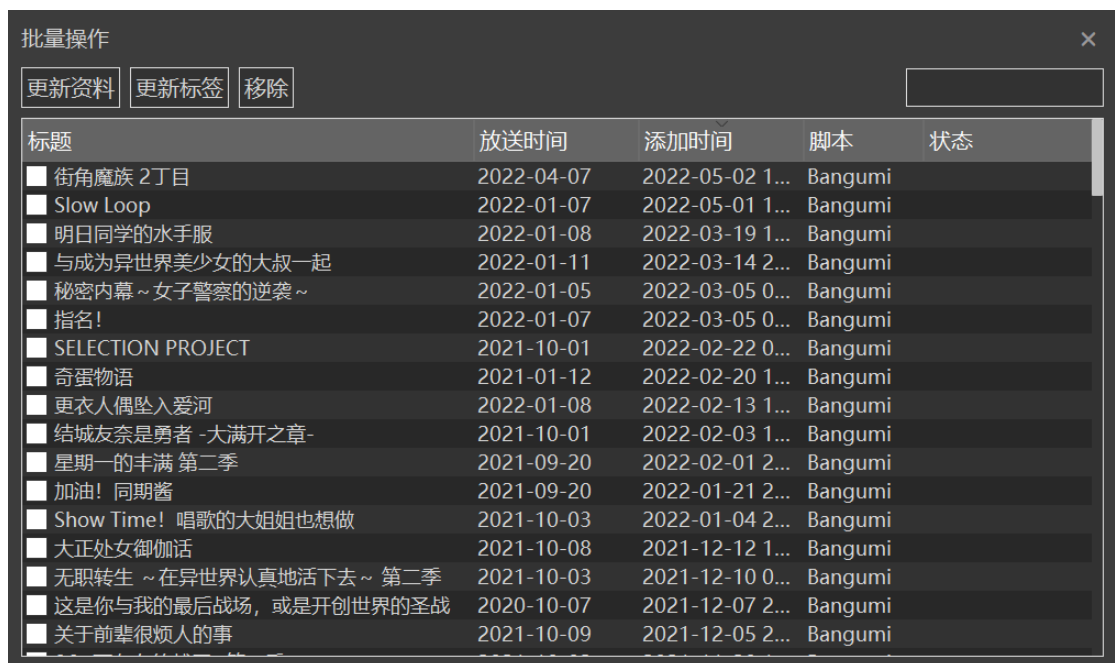 批量操作
更新资料 更新标签 移除
标题 放送时间 添加时间 脚本 状态
街角魔族 2丁目 2022-04-07 2022-05-02 1... Bangumi
Slow Loop 2022-01-07 2022-05-01 1... Bangumi
明日同学的水手服 2022-01-08 2022-03-19 1... Bangumi
与成为异世界美少女的大叔一起 2022-01-11 2022-03-14 2... Bangumi
秘密内幕～女子警察的逆袭～ 2022-01-05 2022-03-05 0... Bangumi
指名！ 2022-01-07 2022-03-05 0... Bangumi
SELECTION PROJECT 2021-10-01 2022-02-22 0... Bangumi
奇蛋物语 2021-01-12 2022-02-20 1... Bangumi
更衣人偶坠入爱河 2022-01-08 2022-02-13 1... Bangumi
结城友奈是勇者 -大满开之章- 2021-10-01 2022-02-03 1... Bangumi
星期一的丰满 第二季 2021-09-20 2022-02-01 2... Bangumi
加油！同期酱 2021-09-20 2022-01-21 2... Bangumi
Show Time！唱歌的大姐姐也想做 2021-10-03 2022-01-04 2... Bangumi
大正处女御伽话 2021-10-08 2021-12-12 1... Bangumi
无职转生 ～在异世界认真地活下去～ 第二季 2021-10-03 2021-12-10 0... Bangumi
这是你与我的最后战场，或是开创世界的圣战 2020-10-07 2021-12-07 2... Bangumi
关于前辈很烦人的事 2021-10-09 2021-12-05 2... Bangumi